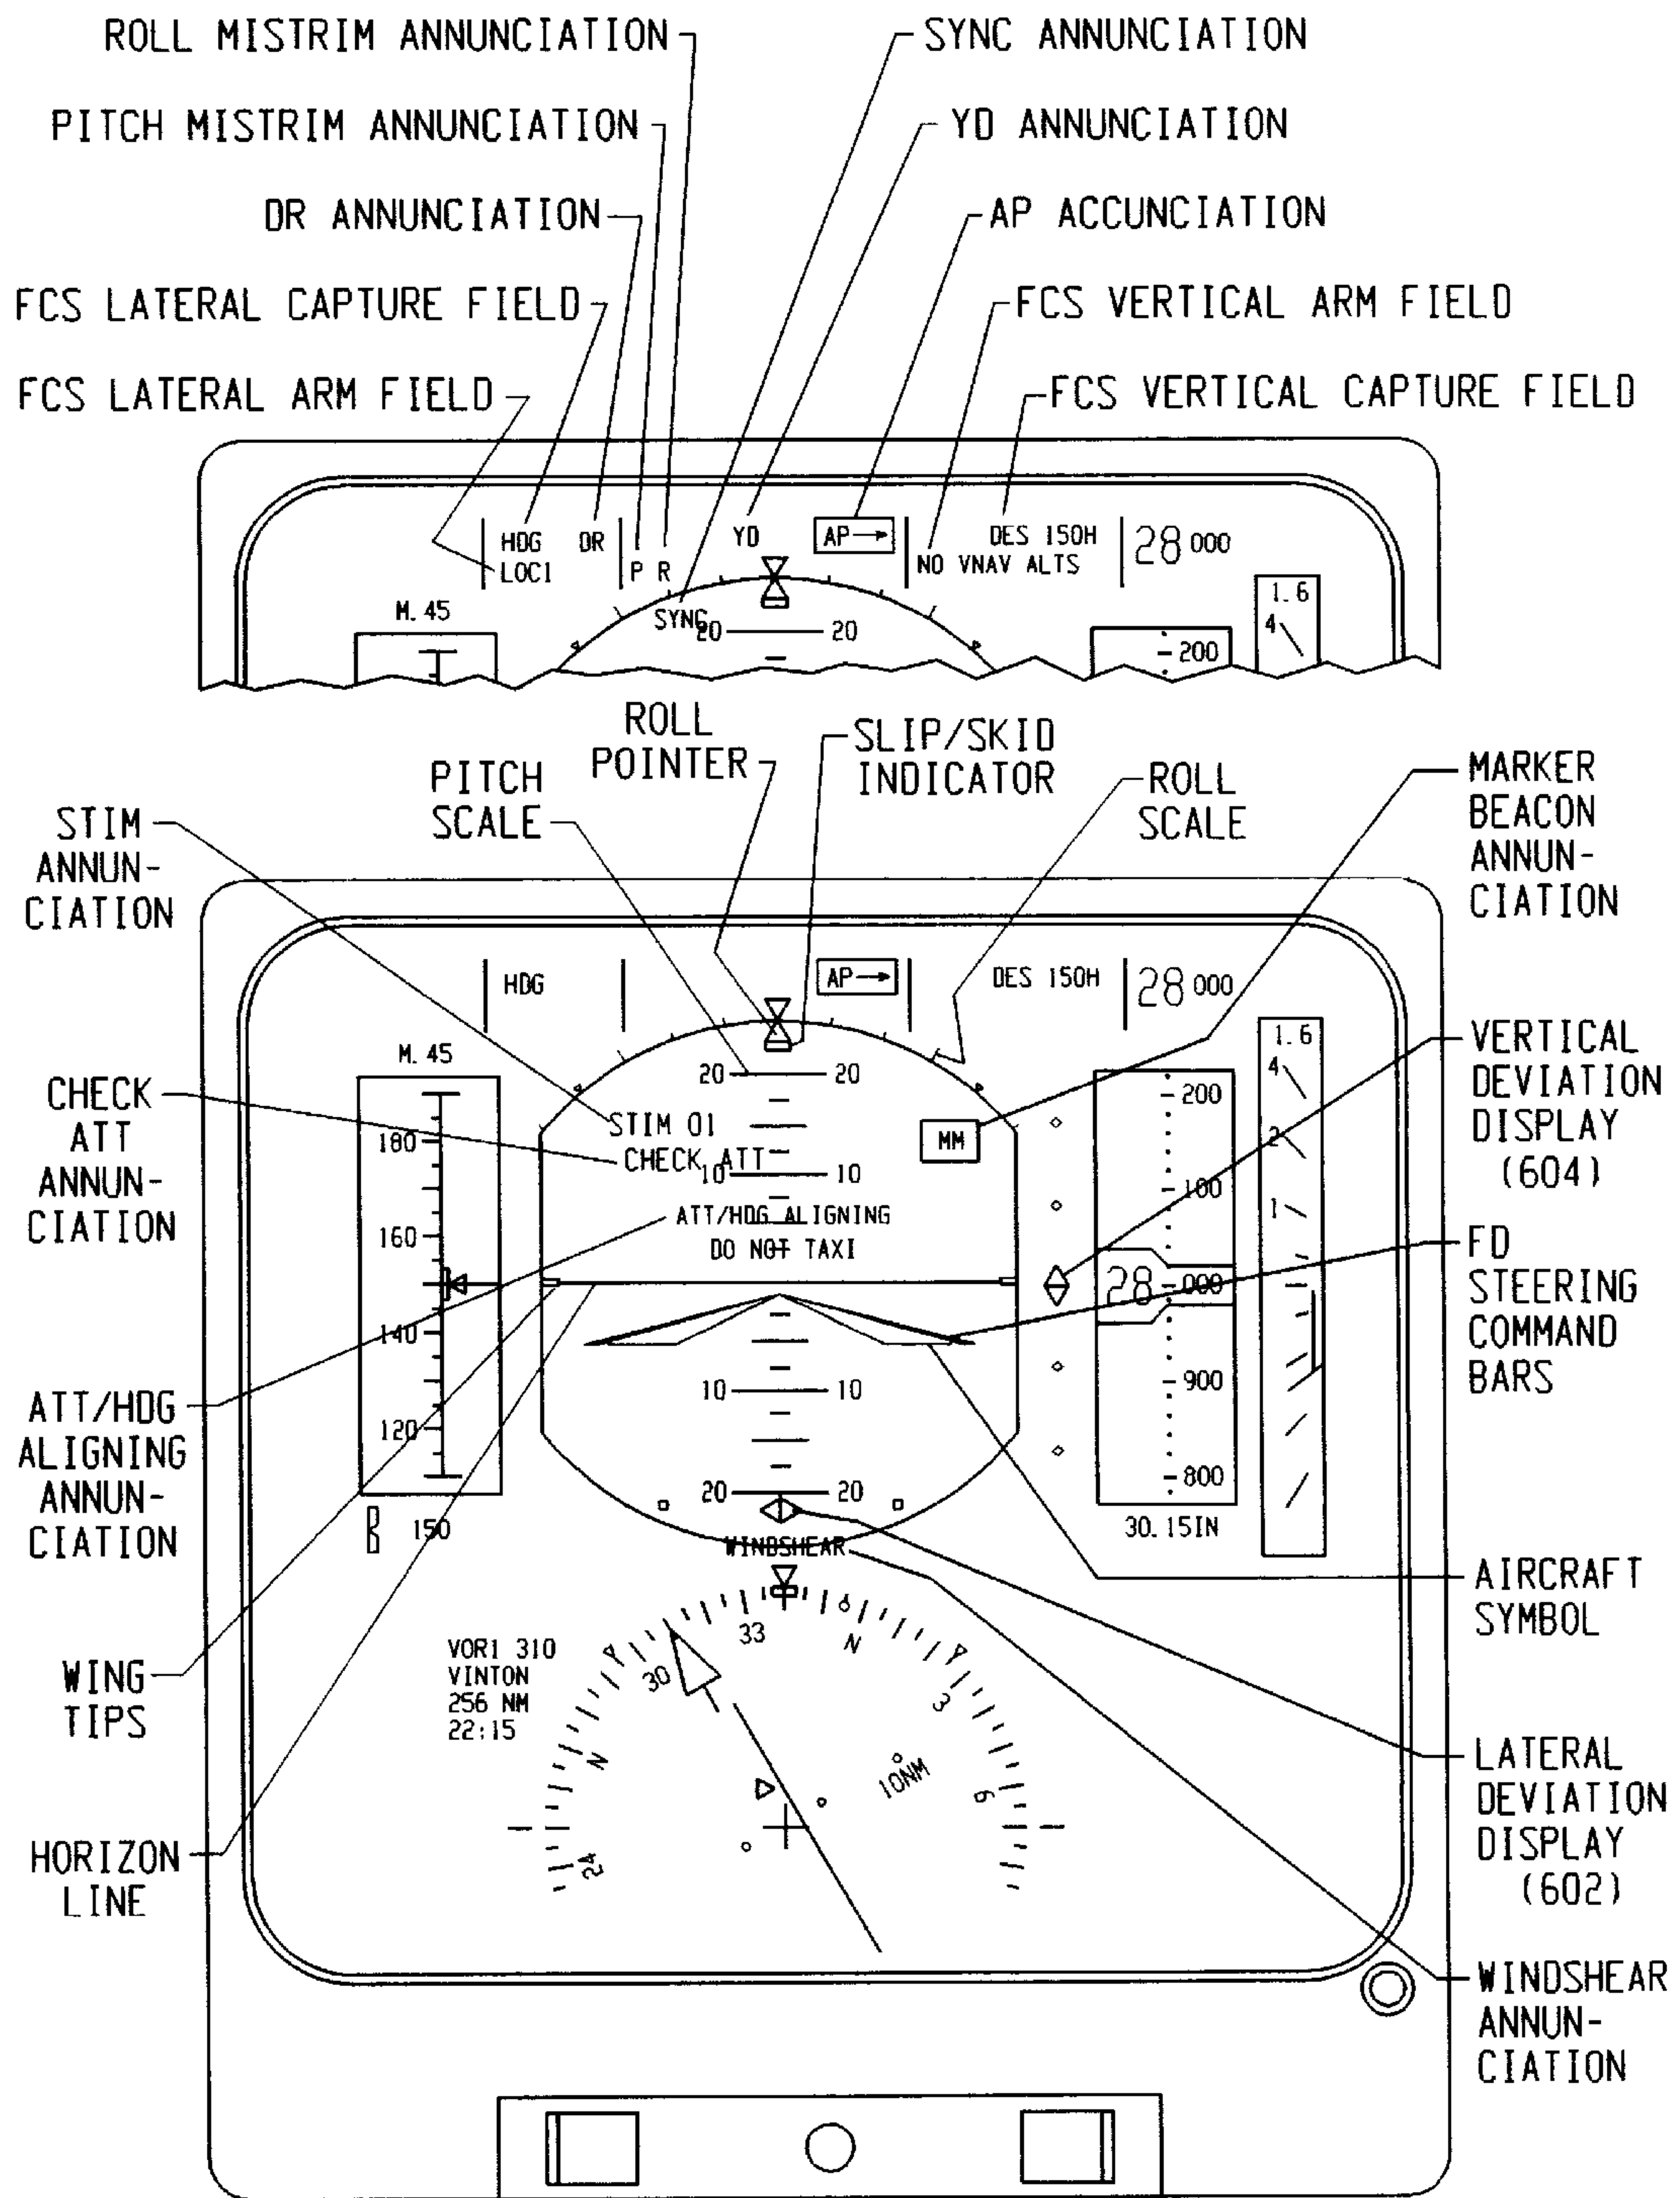 ROLL MISTRIM ANNUNCIATION
SYNC ANNUNCIATION
PITCH MISTRIM ANNUNCIATION
YD ANNUNCIATION
DR ANNUNCIATION
AP ACCUNCIATION
FCS LATERAL CAPTURE FIELD
FCS VERTICAL ARM FIELD
FCS LATERAL ARM FIELD
FCS VERTICAL CAPTURE FIELD
HDG DR
LOC1
P R
YD
AP
DES 150H
NO VNAV ALTS
28 000
M.45
SYNC
20 20
200
1.6
4
ROLL
POINTER
SLIP/SKID
INDICATOR
PITCH
SCALE
ROLL
SCALE
MARKER
BEACON
ANNUN-
CIATION
STIM
ANNUN-
CIATION
HDG
AP
DES 150H
28 000
M.45
180
160
140
120
150
20 20
STIM 01
CHECK ATT
10 10
MM
ATT/HDG ALIGNING
DO NOT TAXI
10 10
20 20
WINDSHEAR
200
100
28 000
900
800
30.15IN
1.6
4
2
1
CHECK
ATT
ANNUN-
CIATION
VERTICAL
DEVIATION
DISPLAY
(604)
FD
STEERING
COMMAND
BARS
ATT/HDG
ALIGNING
ANNUN-
CIATION
AIRCRAFT
SYMBOL
WING
TIPS
VOR1 310
VINTON
256 NM
22:15
24
N
30
33
N
3
6
10NM
HORIZON
LINE
LATERAL
DEVIATION
DISPLAY
(602)
WINDSHEAR
ANNUN-
CIATION